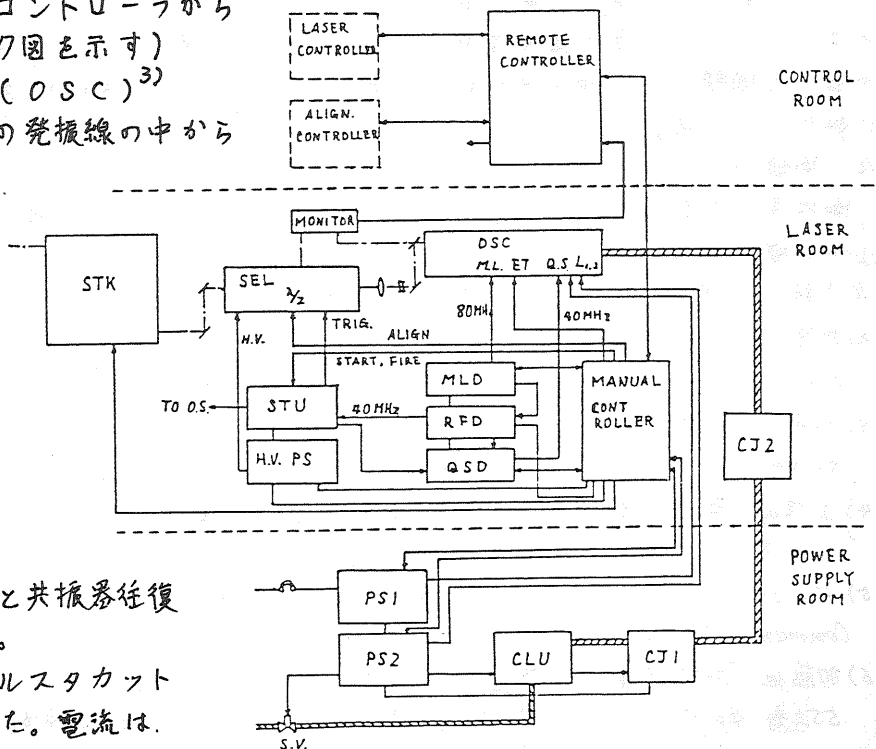 コントローラから
ク図を示す)
(OSC)3)
の発振線の中から
LASER
CONTROLLER
REMOTE
CONTROLLER
CONTROL
ROOM
ALIGN.
CONTROLLER
MONITOR
OSC
M.L. ET Q.S. L1,2
LASER
ROOM
STK
SEL
λ/2
H.V.
TRIG.
80MHz
40MHz
ALIGN
START, FIRE
MLD
MANUAL
CONT
ROLLER
TO O.S.
STU
40MHz
RFD
CJ2
H.V. PS
QSD
POWER
SUPPLY
ROOM
と共振器往復
PS1
。
PS2
CLU
CJ1
ルスタカット
た。電流は.
S.V.